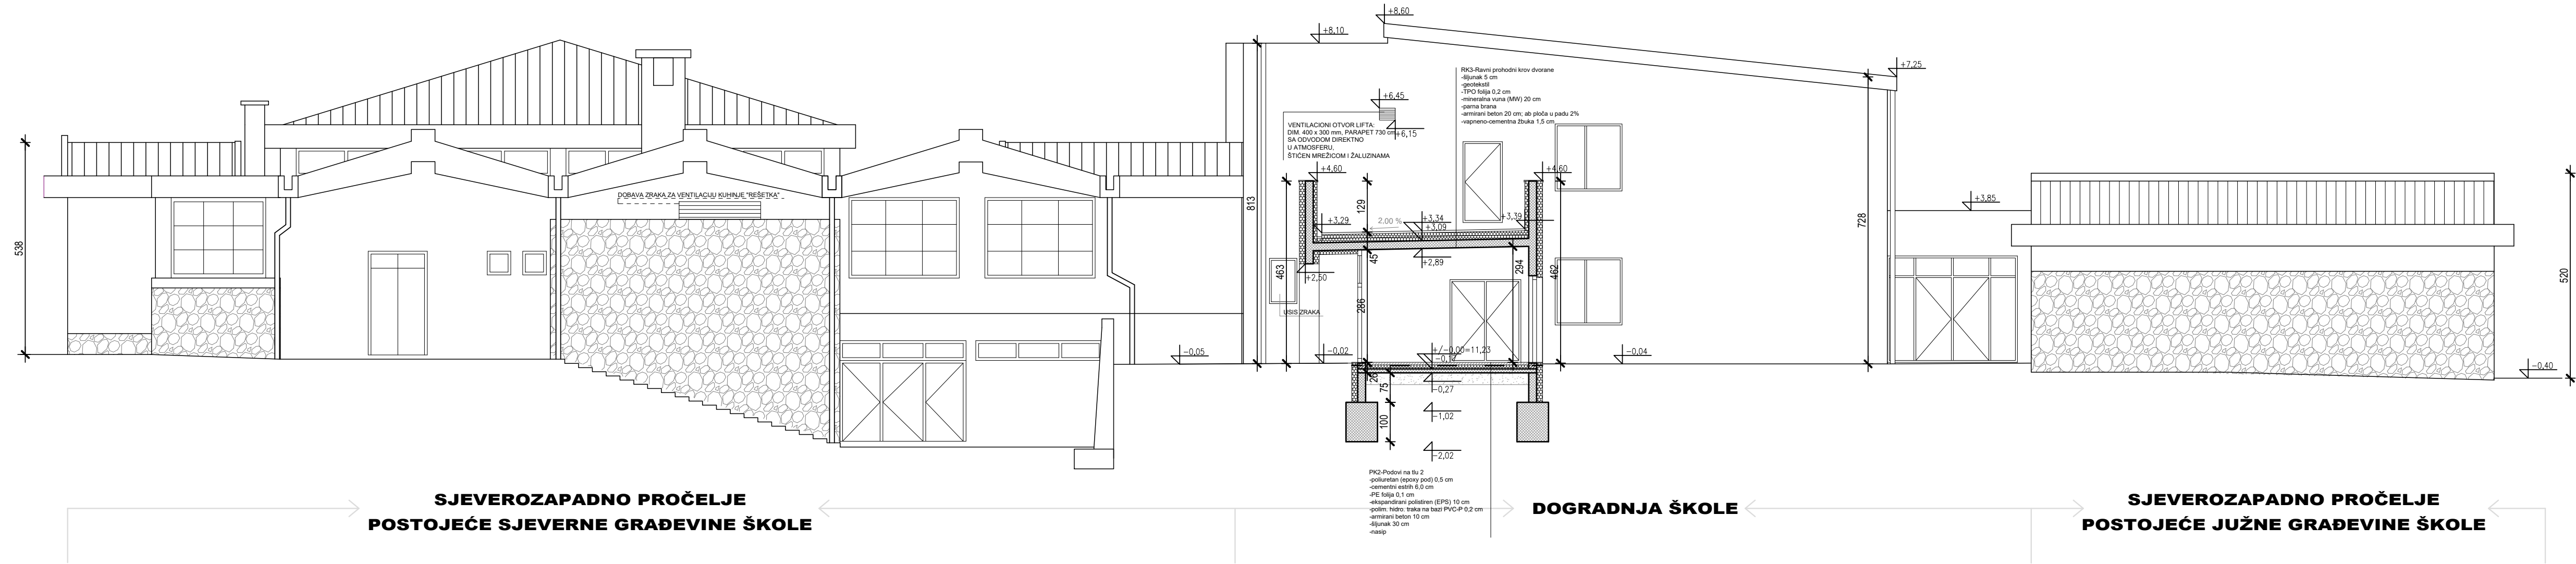 +8,60
+8,10
+7,25
RK3-Ravni prohodni krov dvorane
-šljunak 5 cm
-geotekstil
-TPO folija 0,2 cm
-mineralna vuna (MW) 20 cm
-parna brana
-armirani beton 20 cm; ab ploča u padu 2%
-vapneno-cementna žbuka 1,5 cm
+6,45
+6,15
VENTILACIONI OTVOR LIFTA:
DIM. 400 x 300 mm, PARAPET 730 cm
SA ODVODOM DIREKTNO
U ATMOSFERU,
ŠTIĆEN MREŽICOM I ŽALUZINAMA
+4,60
+4,60
DOBAVA ZRAKA ZA VENTILACIJU KUHINJE "REŠETKA"
813
129
728
+3,85
+3,29
2.00 %
+3,34
+3,09
+3,39
538
463
45
+2,89
294
462
520
+2,50
286
USIS ZRAKA
-0,05
-0,02
+/-0,00=11,23
-0,04
-0,40
26
75
-0,27
100
-1,02
-2,02
PK2-Podovi na tlu 2
-poliuretan (epoxy pod) 0,5 cm
-cementni estrih 6,0 cm
-PE folija 0,1 cm
-ekspandirani polistiren (EPS) 10 cm
-polim. hidro. traka na bazi PVC-P 0,2 cm
-armirani beton 10 cm
-šljunak 30 cm
-nasip
SJEVEROZAPADNO PROČELJE
POSTOJEĆE SJEVERNE GRAĐEVINE ŠKOLE
DOGRADNJA ŠKOLE
SJEVEROZAPADNO PROČELJE
POSTOJEĆE JUŽNE GRAĐEVINE ŠKOLE